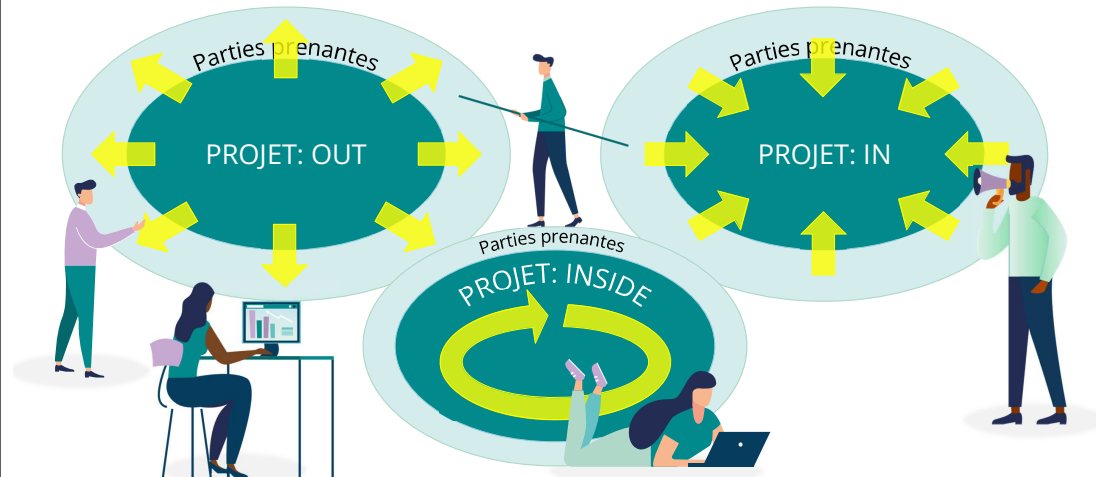 Parties prenantes
PROJET: OUT
Parties prenantes
PROJET: IN
Parties prenantes
PROJET: INSIDE